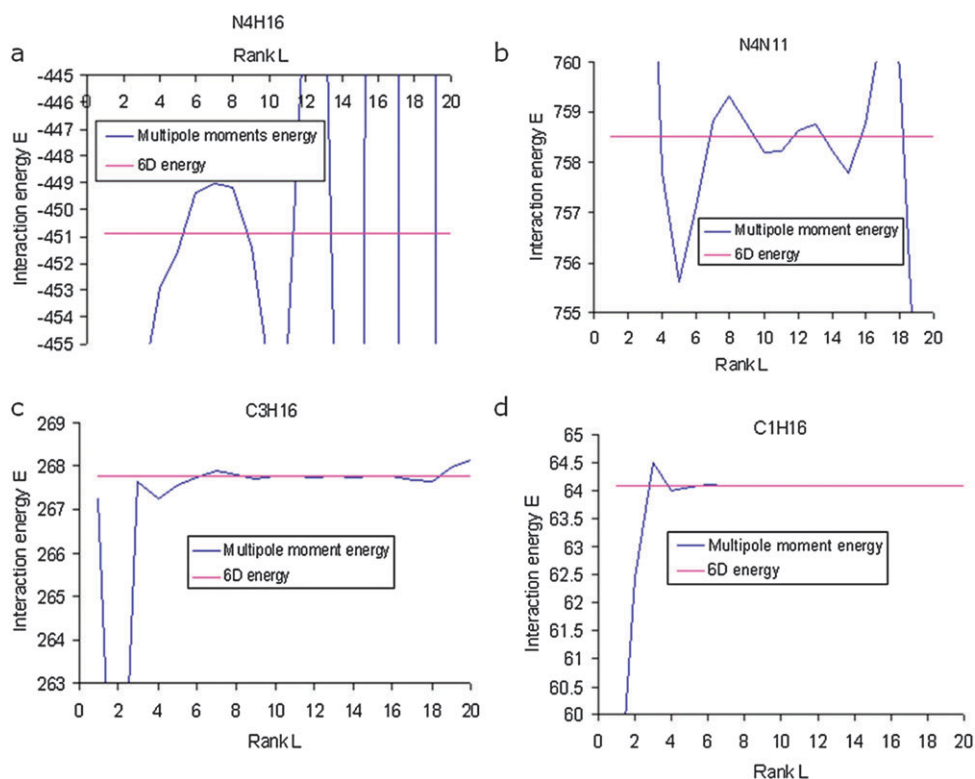 N4H16
a
Rank L
-445
-446
-447
-448
-449
-450
-451
-452
-453
-454
-455
0 2 4 6 8 10 12 14 16 18 20
Interaction energy E
Multipole moments energy
6D energy
b
N4N11
760
759
758
757
756
755
0 2 4 6 8 10 12 14 16 18 20
Interaction energy E
Rank L
Multipole moment energy
6D energy
c
C3H16
269
268
267
266
265
264
263
0 2 4 6 8 10 12 14 16 18 20
Interaction energy E
Rank L
Multipole moment energy
6D energy
d
C1H16
65
64.5
64
63.5
63
62.5
62
61.5
61
60.5
60
0 2 4 6 8 10 12 14 16 18 20
Interaction energy E
Rank L
Multipole moment energy
6D energy